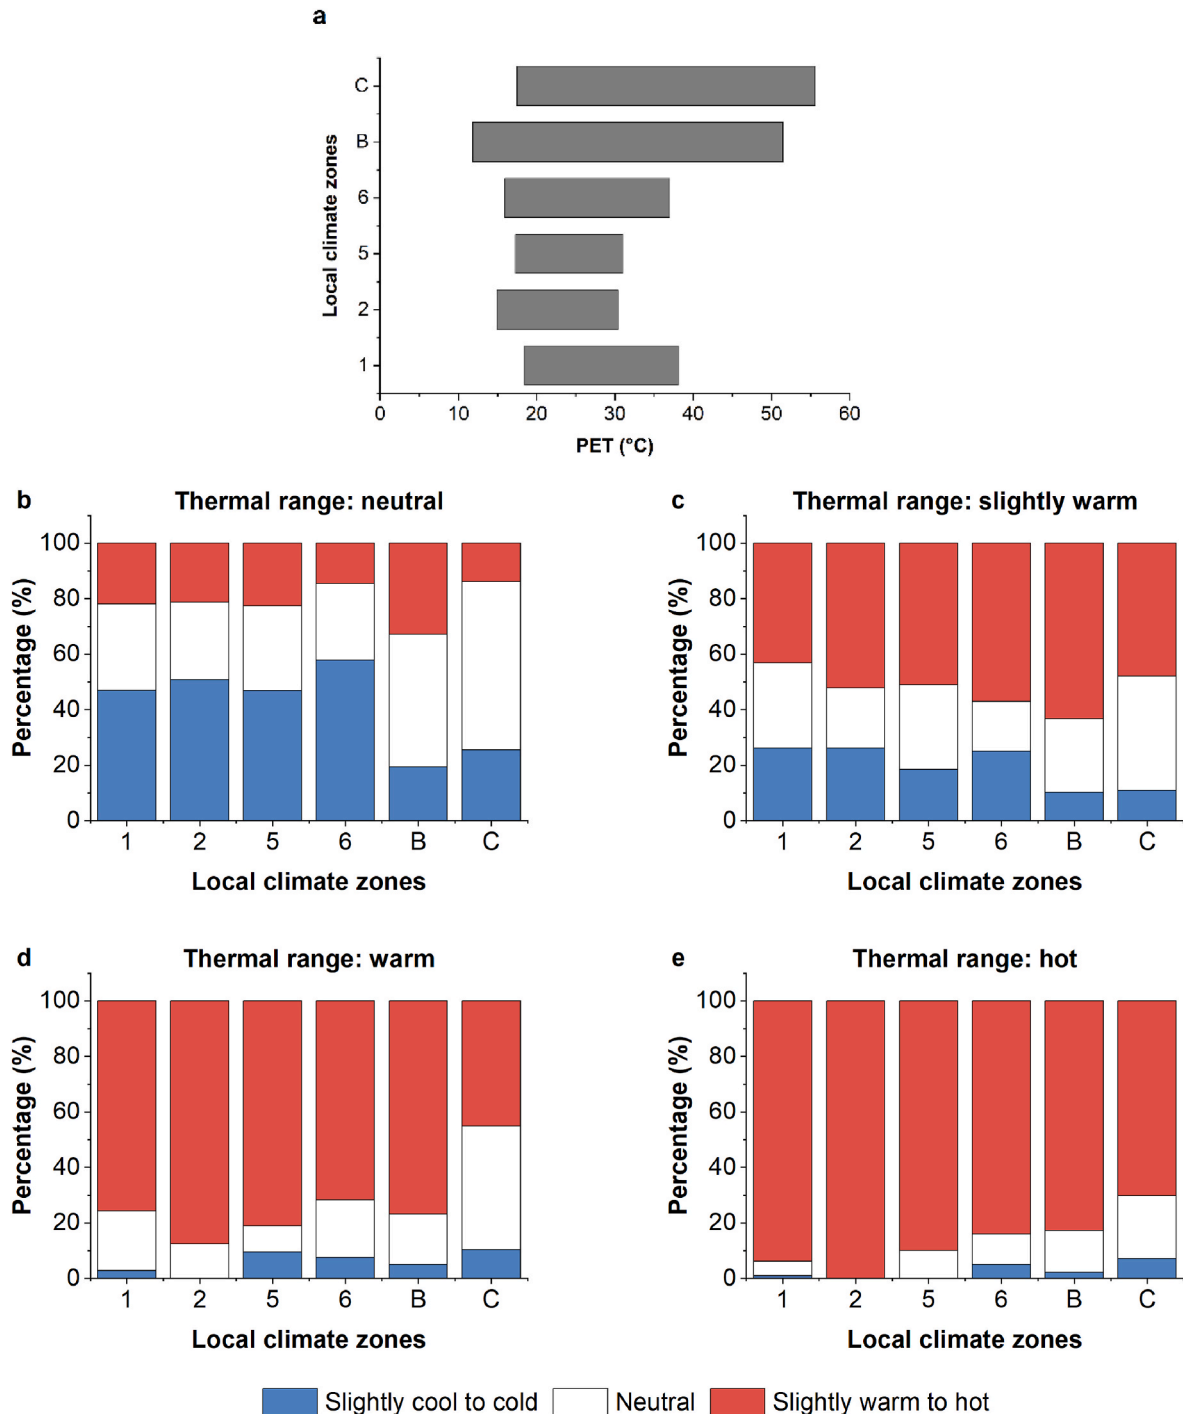 a
C
B
6
5
2
1
Local climate zones
0 10 20 30 40 50 60
PET (°C)
b Thermal range: neutral
100
80
60
40
20
0
Percentage (%)
1 2 5 6 B C
Local climate zones
c Thermal range: slightly warm
100
80
60
40
20
0
Percentage (%)
1 2 5 6 B C
Local climate zones
d Thermal range: warm
100
80
60
40
20
0
Percentage (%)
1 2 5 6 B C
Local climate zones
e Thermal range: hot
100
80
60
40
20
0
Percentage (%)
1 2 5 6 B C
Local climate zones
Slightly cool to cold Neutral Slightly warm to hot